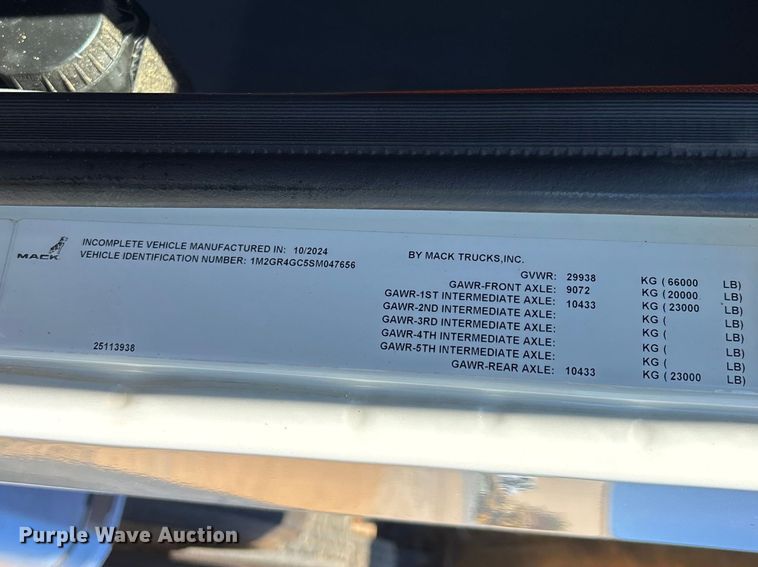 MACK
INCOMPLETE VEHICLE MANUFACTURED IN: 10/2024 BY MACK TRUCKS,INC.
VEHICLE IDENTIFICATION NUMBER: 1M2GR4GC5SM047656
GVWR: 29938 KG ( 66000 LB)
GAWR-FRONT AXLE: 9072 KG ( 20000 LB)
GAWR-1ST INTERMEDIATE AXLE: 10433 KG ( 23000 LB)
GAWR-2ND INTERMEDIATE AXLE: KG ( LB)
GAWR-3RD INTERMEDIATE AXLE: KG ( LB)
GAWR-4TH INTERMEDIATE AXLE: KG ( LB)
GAWR-5TH INTERMEDIATE AXLE: KG ( LB)
GAWR-REAR AXLE: 10433 KG ( 23000 LB)
25113938
Purple Wave Auction